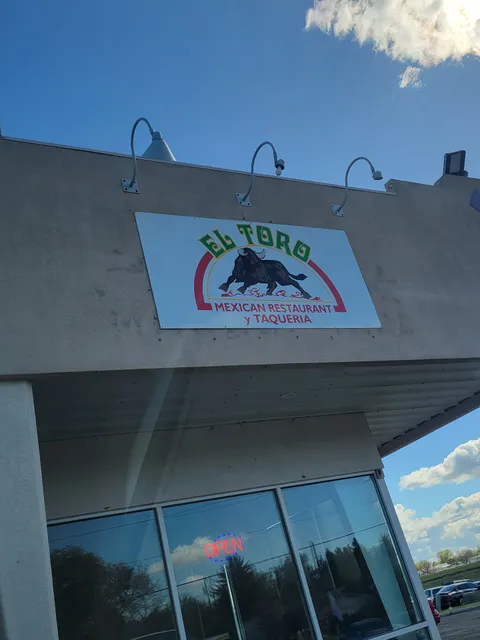 EL TORO
MEXICAN RESTAURANT
y TAQUERIA
OPEN